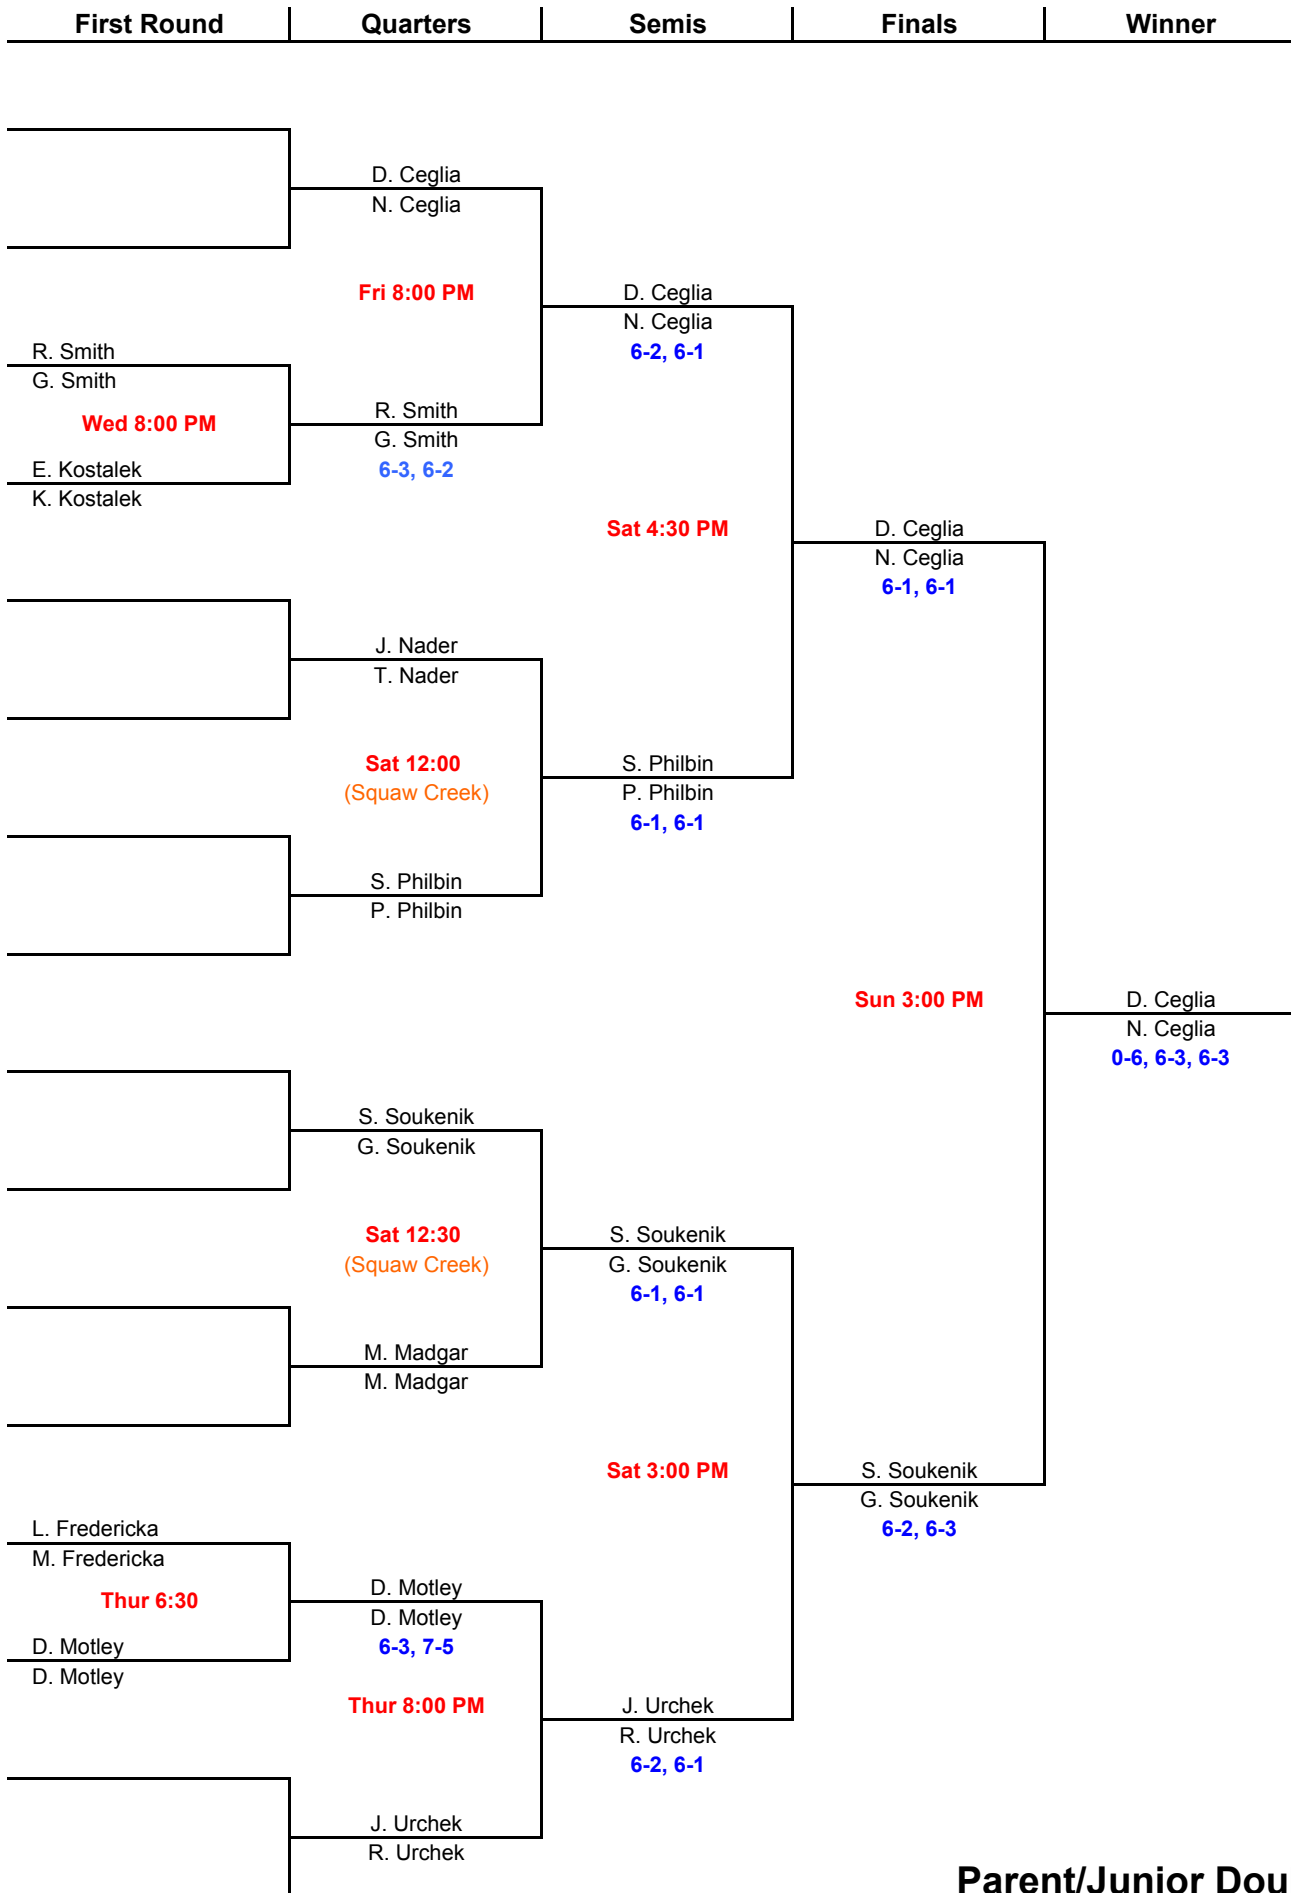 First Round Quarters Semis Finals Winner
D. Ceglia
N. Ceglia
Fri 8:00 PM
D. Ceglia
N. Ceglia
6-2, 6-1
R. Smith
G. Smith
Wed 8:00 PM
R. Smith
G. Smith
6-3, 6-2
E. Kostalek
K. Kostalek
Sat 4:30 PM
D. Ceglia
N. Ceglia
6-1, 6-1
J. Nader
T. Nader
Sat 12:00
(Squaw Creek)
S. Philbin
P. Philbin
6-1, 6-1
S. Philbin
P. Philbin
Sun 3:00 PM
D. Ceglia
N. Ceglia
0-6, 6-3, 6-3
S. Soukenik
G. Soukenik
Sat 12:30
(Squaw Creek)
S. Soukenik
G. Soukenik
6-1, 6-1
M. Madgar
M. Madgar
Sat 3:00 PM
S. Soukenik
G. Soukenik
6-2, 6-3
L. Fredericka
M. Fredericka
Thur 6:30
D. Motley
D. Motley
6-3, 7-5
D. Motley
D. Motley
Thur 8:00 PM
J. Urchek
R. Urchek
6-2, 6-1
J. Urchek
R. Urchek
Parent/Junior Dou